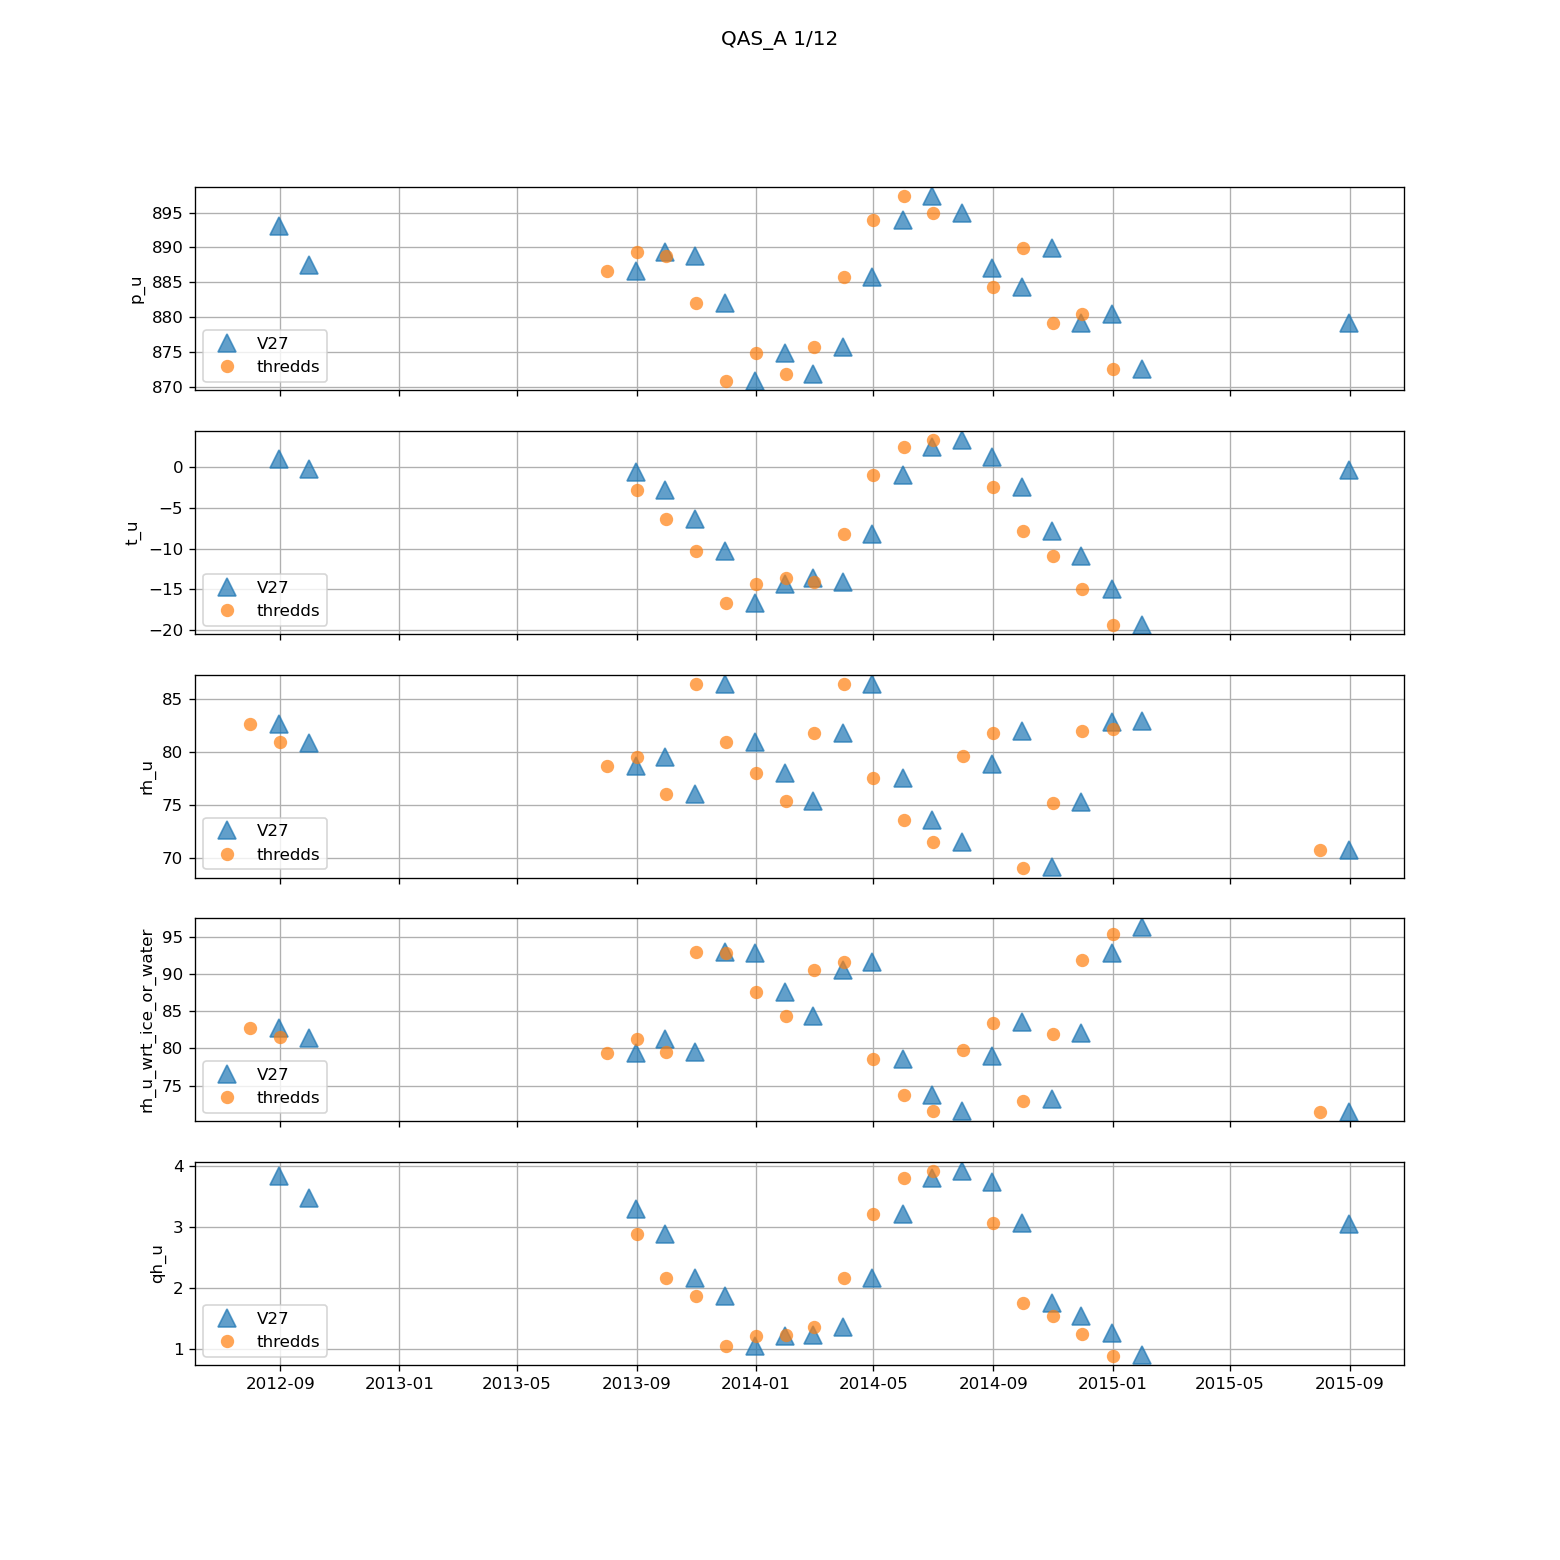 QAS_A 1/12
895
890
885
880
875
870
p_u
V27
thredds
0
−5
−10
−15
−20
t_u
V27
thredds
85
80
75
70
rh_u
V27
thredds
95
90
85
80
75
rh_u_wrt_ice_or_water
V27
thredds
4
3
2
1
qh_u
V27
thredds
2012-09 2013-01 2013-05 2013-09 2014-01 2014-05 2014-09 2015-01 2015-05 2015-09